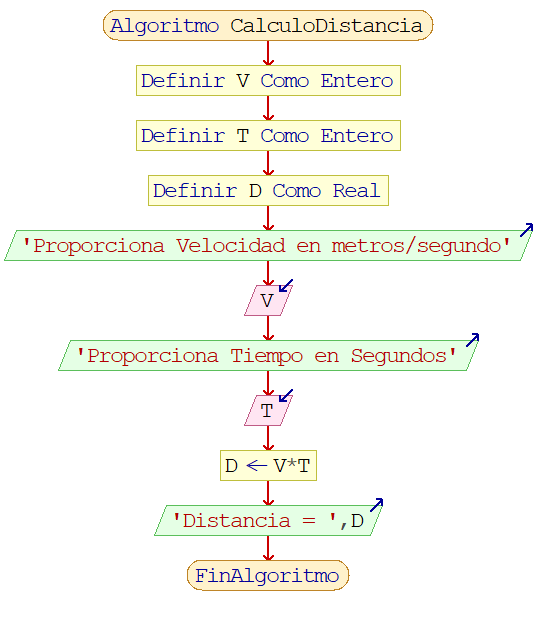 Algoritmo CalculoDistancia
Definir V Como Entero
Definir T Como Entero
Definir D Como Real
'Proporciona Velocidad en metros/segundo'
V
'Proporciona Tiempo en Segundos'
T
D ← V*T
'Distancia = ',D
FinAlgoritmo